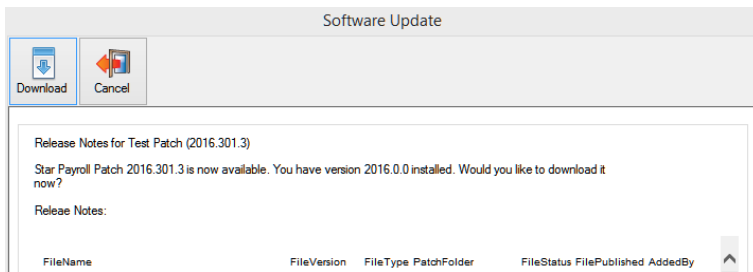 Software Update
Download Cancel
Release Notes for Test Patch (2016.301.3)
Star Payroll Patch 2016.301.3 is now available. You have version 2016.0.0 installed. Would you like to download it
now?
Releae Notes:
FileName FileVersion FileType PatchFolder FileStatus FilePublished AddedBy